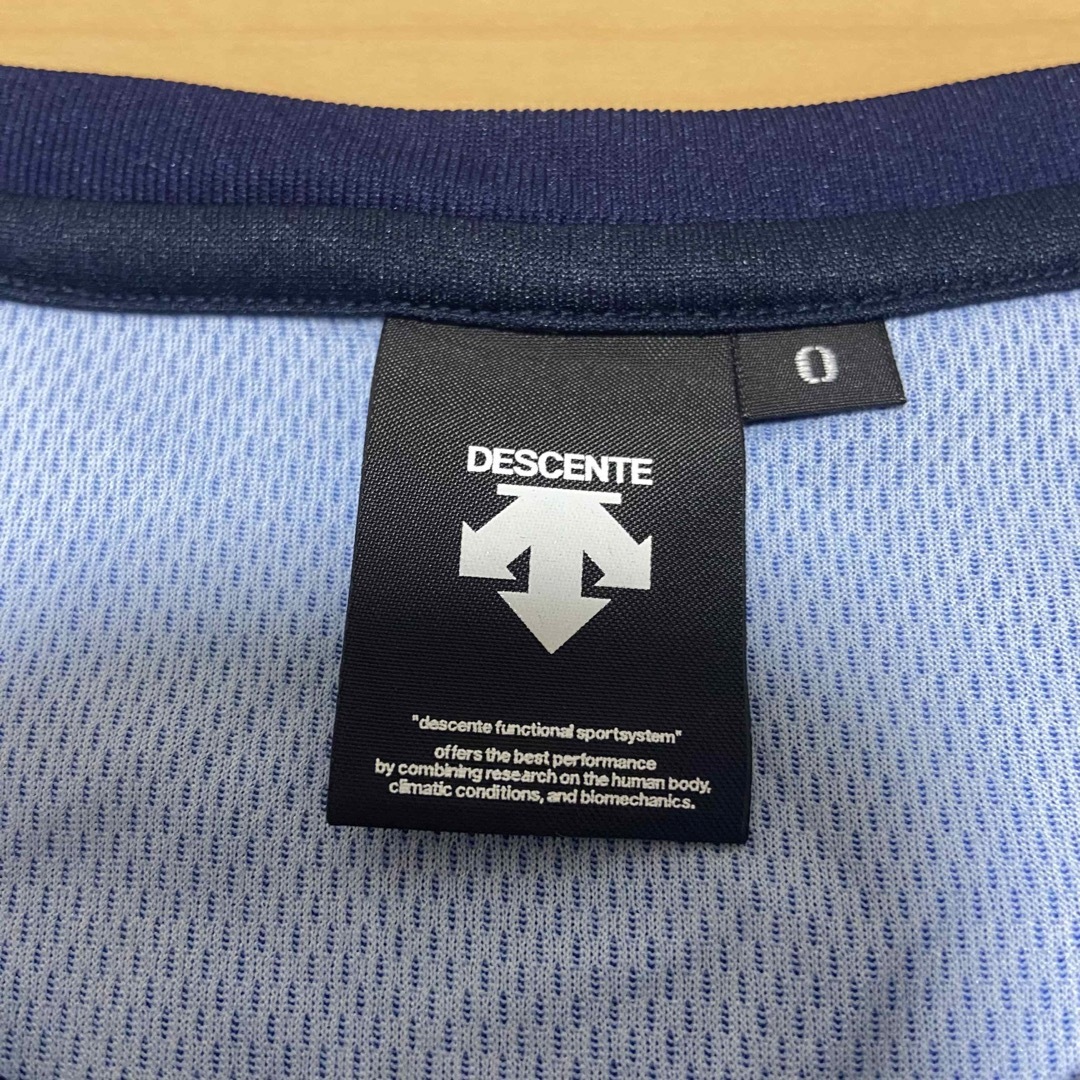 O
DESCENTE
"descente functional sportsystem"
offers the best performance
by combining research on the human body,
climatic conditions, and biomechanics.